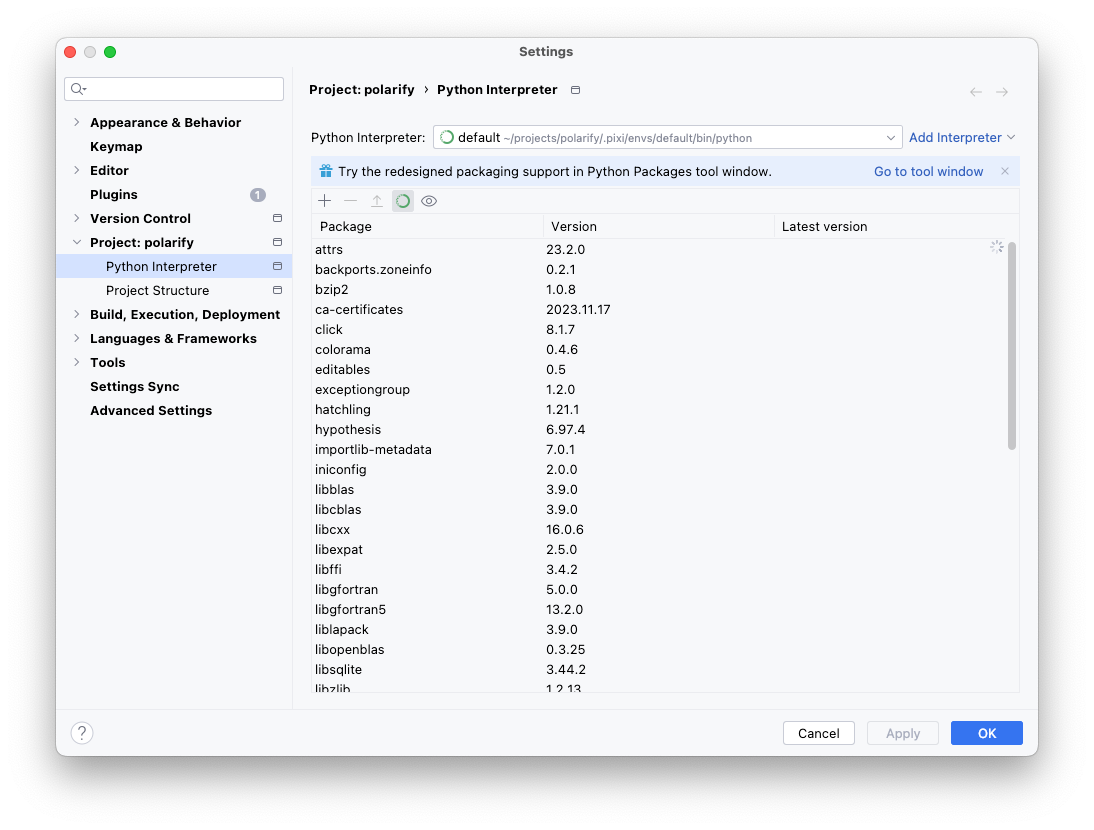 Settings
Appearance & Behavior
Keymap
Editor
Plugins 1
Version Control
Project: polarify
Python Interpreter
Project Structure
Build, Execution, Deployment
Languages & Frameworks
Tools
Settings Sync
Advanced Settings
Project: polarify › Python Interpreter
Python Interpreter: default ~/projects/polarify/.pixi/envs/default/bin/python Add Interpreter
Try the redesigned packaging support in Python Packages tool window. Go to tool window
Package Version Latest version
attrs 23.2.0
backports.zoneinfo 0.2.1
bzip2 1.0.8
ca-certificates 2023.11.17
click 8.1.7
colorama 0.4.6
editables 0.5
exceptiongroup 1.2.0
hatchling 1.21.1
hypothesis 6.97.4
importlib-metadata 7.0.1
iniconfig 2.0.0
libblas 3.9.0
libcblas 3.9.0
libcxx 16.0.6
libexpat 2.5.0
libffi 3.4.2
libgfortran 5.0.0
libgfortran5 13.2.0
liblapack 3.9.0
libopenblas 0.3.25
libsqlite 3.44.2
libzlib 1.2.13
? Cancel Apply OK